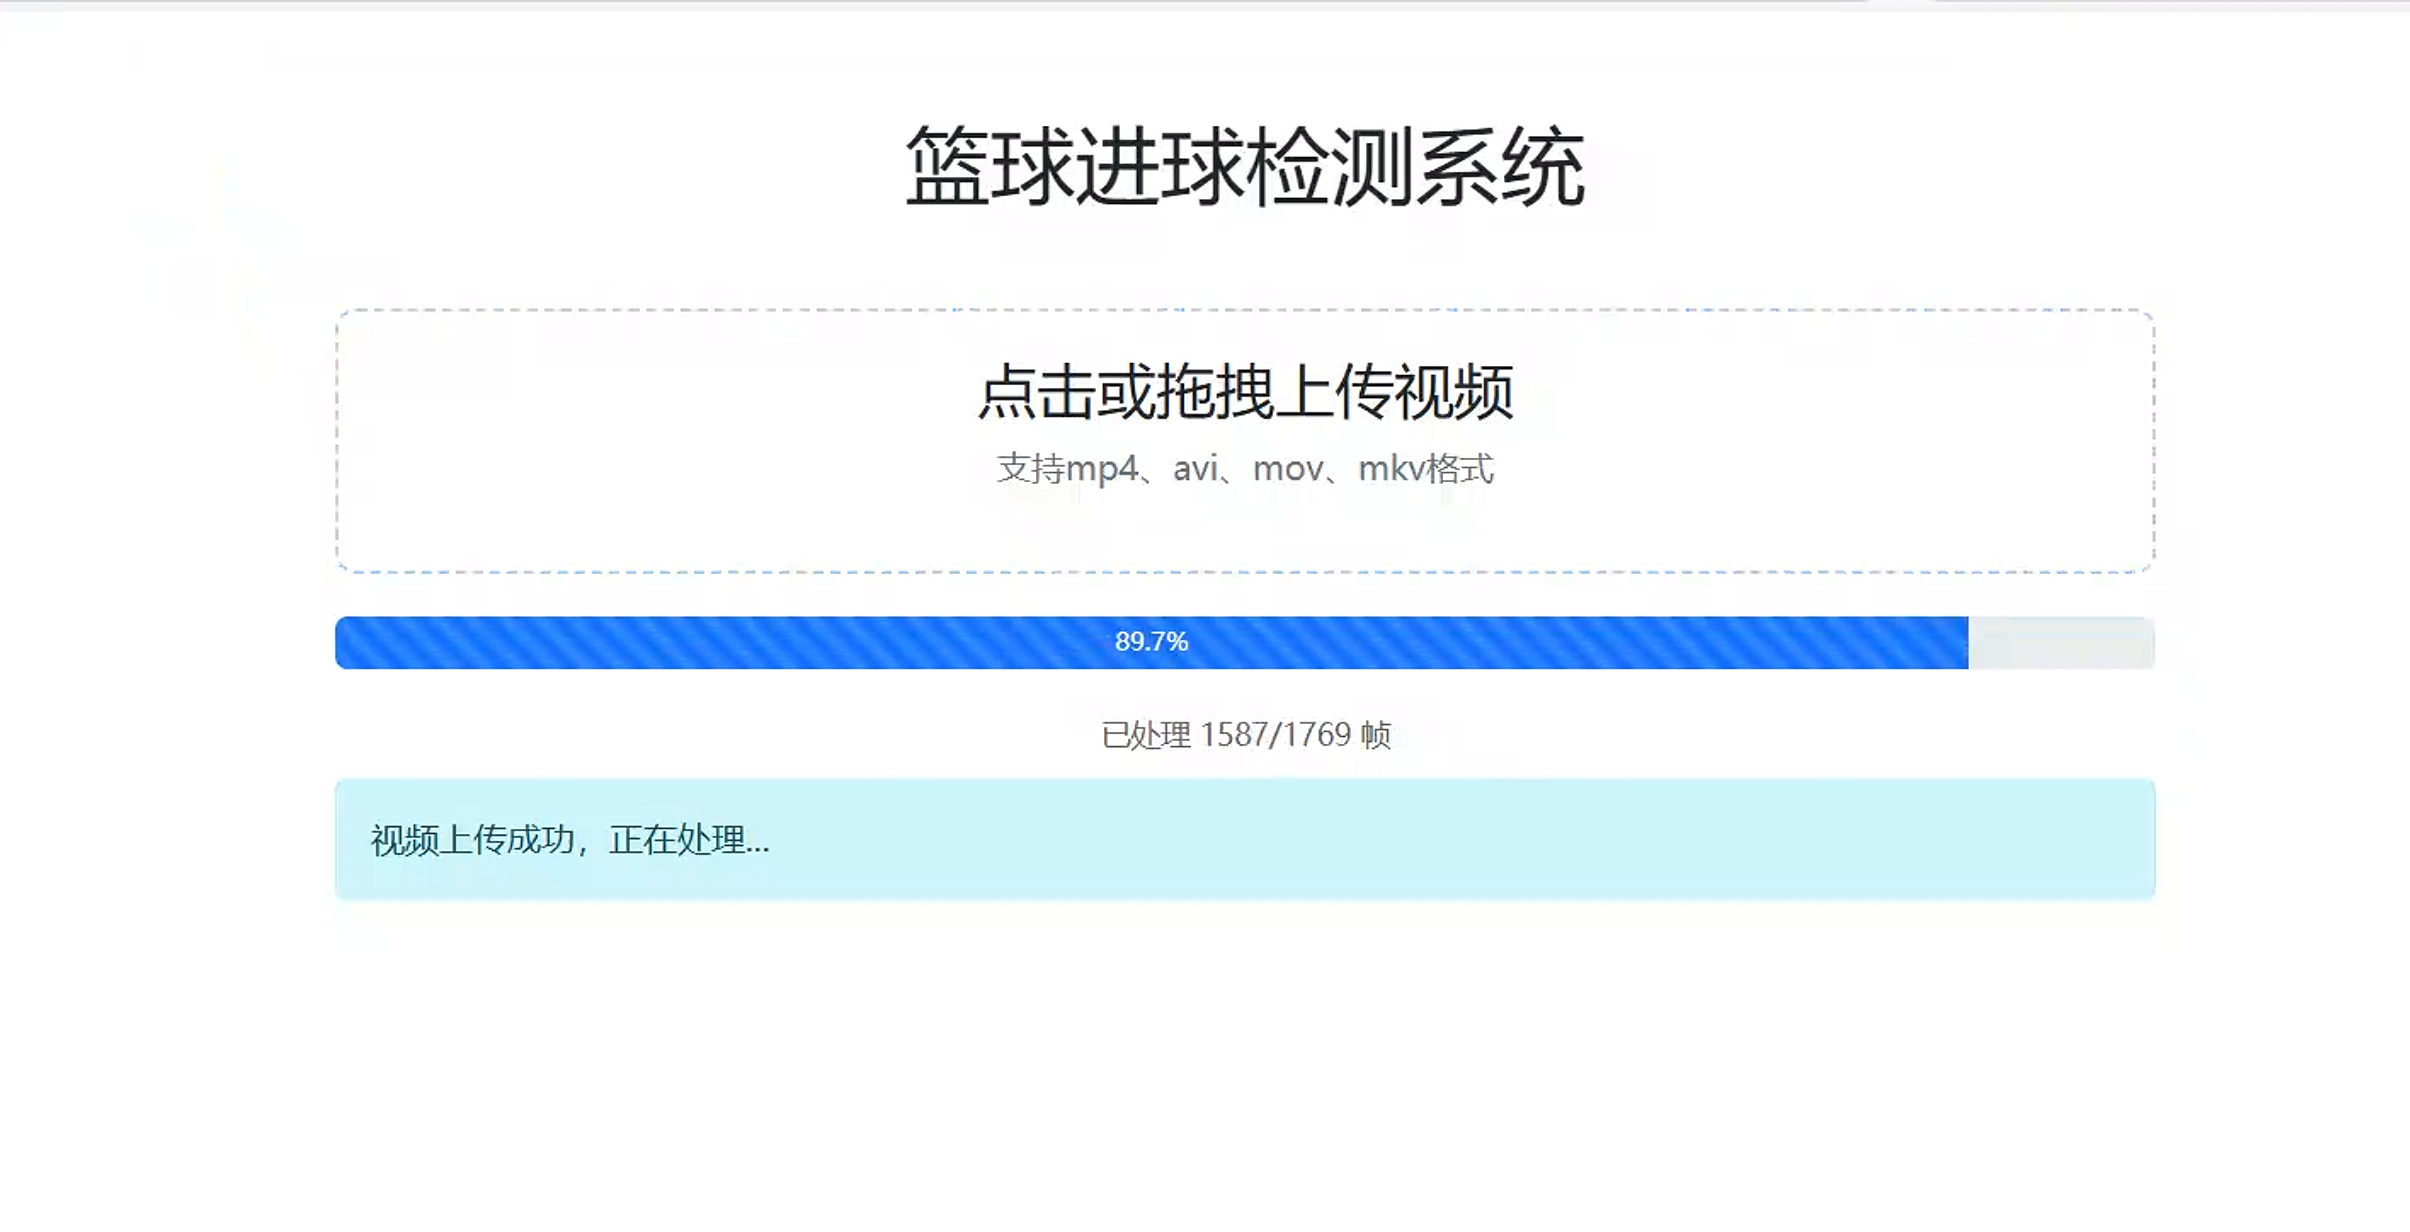 篮球进球检测系统
点击或拖拽上传视频
支持mp4、avi、mov、mkv格式
89.7%
已处理 1587/1769 帧
视频上传成功，正在处理...